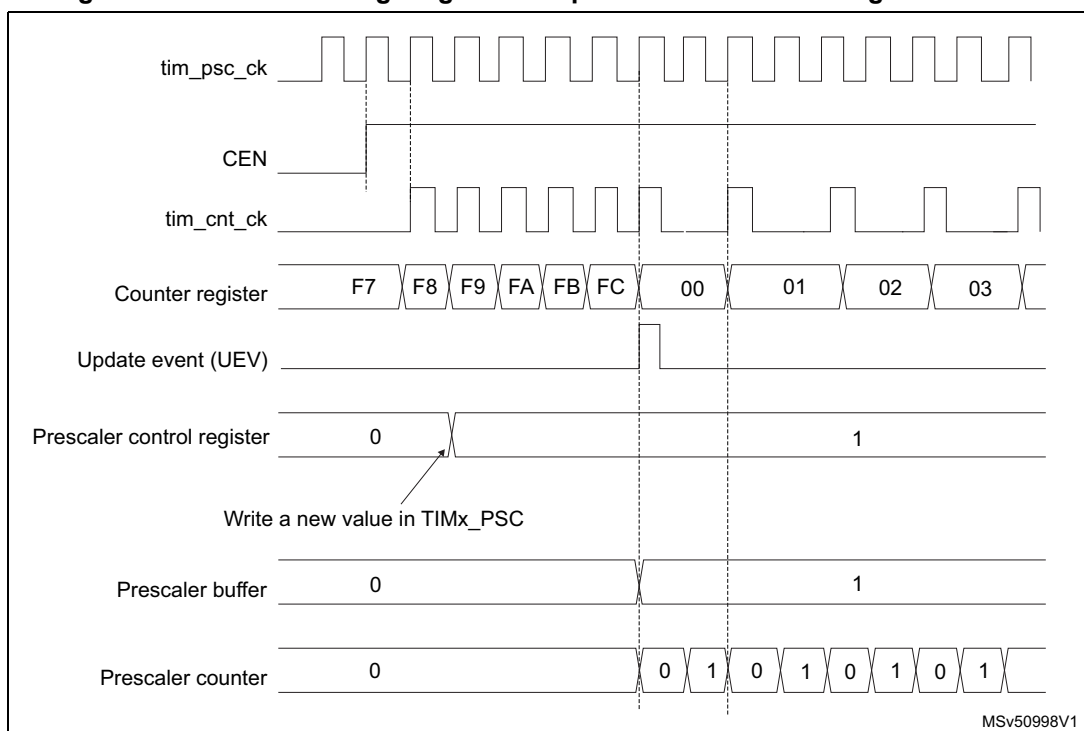 tim_psc_ck
CEN
tim_cnt_ck
Counter register F7 F8 F9 FA FB FC 00 01 02 03
Update event (UEV)
Prescaler control register 0 1
Write a new value in TIMx_PSC
Prescaler buffer 0 1
Prescaler counter 0 0 1 0 1 0 1 0 1
MSv50998V1